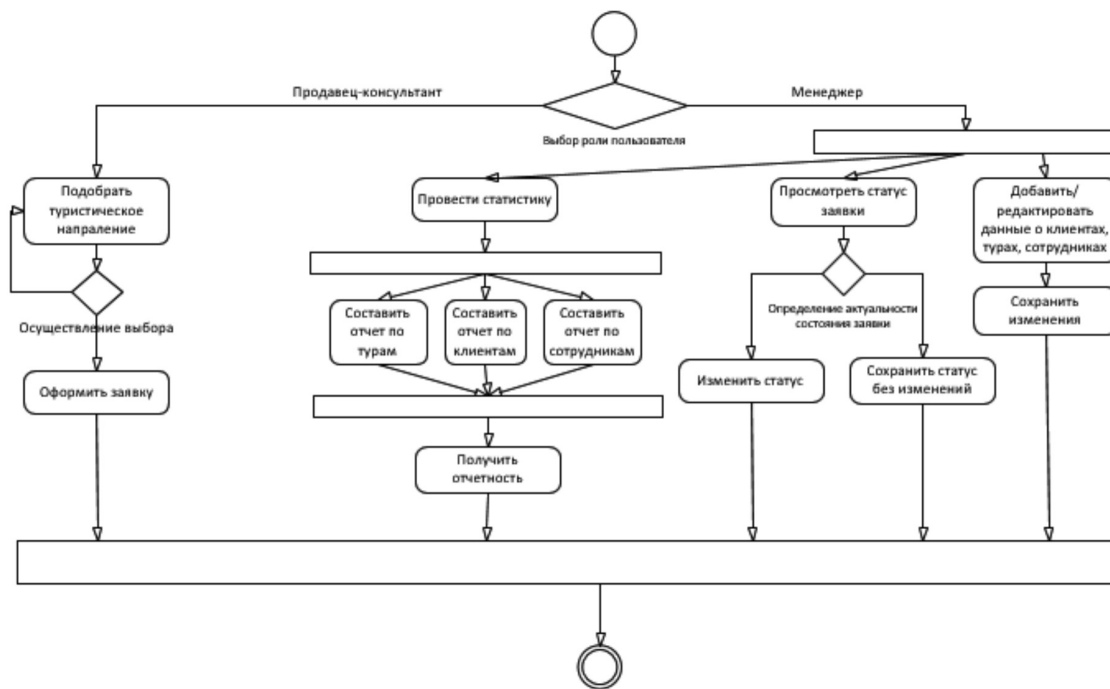 Продавец-консультант
Менеджер
Выбор роли пользователя
Подобрать
туристическое
напраление
Провести статистику
Просмотреть статус
заявки
Добавить/
редактировать
данные о клиентах,
турах, сотрудниках
Осуществление выбора
Составить
отчет по
турам
Составить
отчет по
клиентам
Составить
отчет по
сотрудникам
Определение актуальности
состояния заявки
Сохранить
изменения
Оформить заявку
Изменить статус
Сохранить статус
без изменений
Получить
отчетность